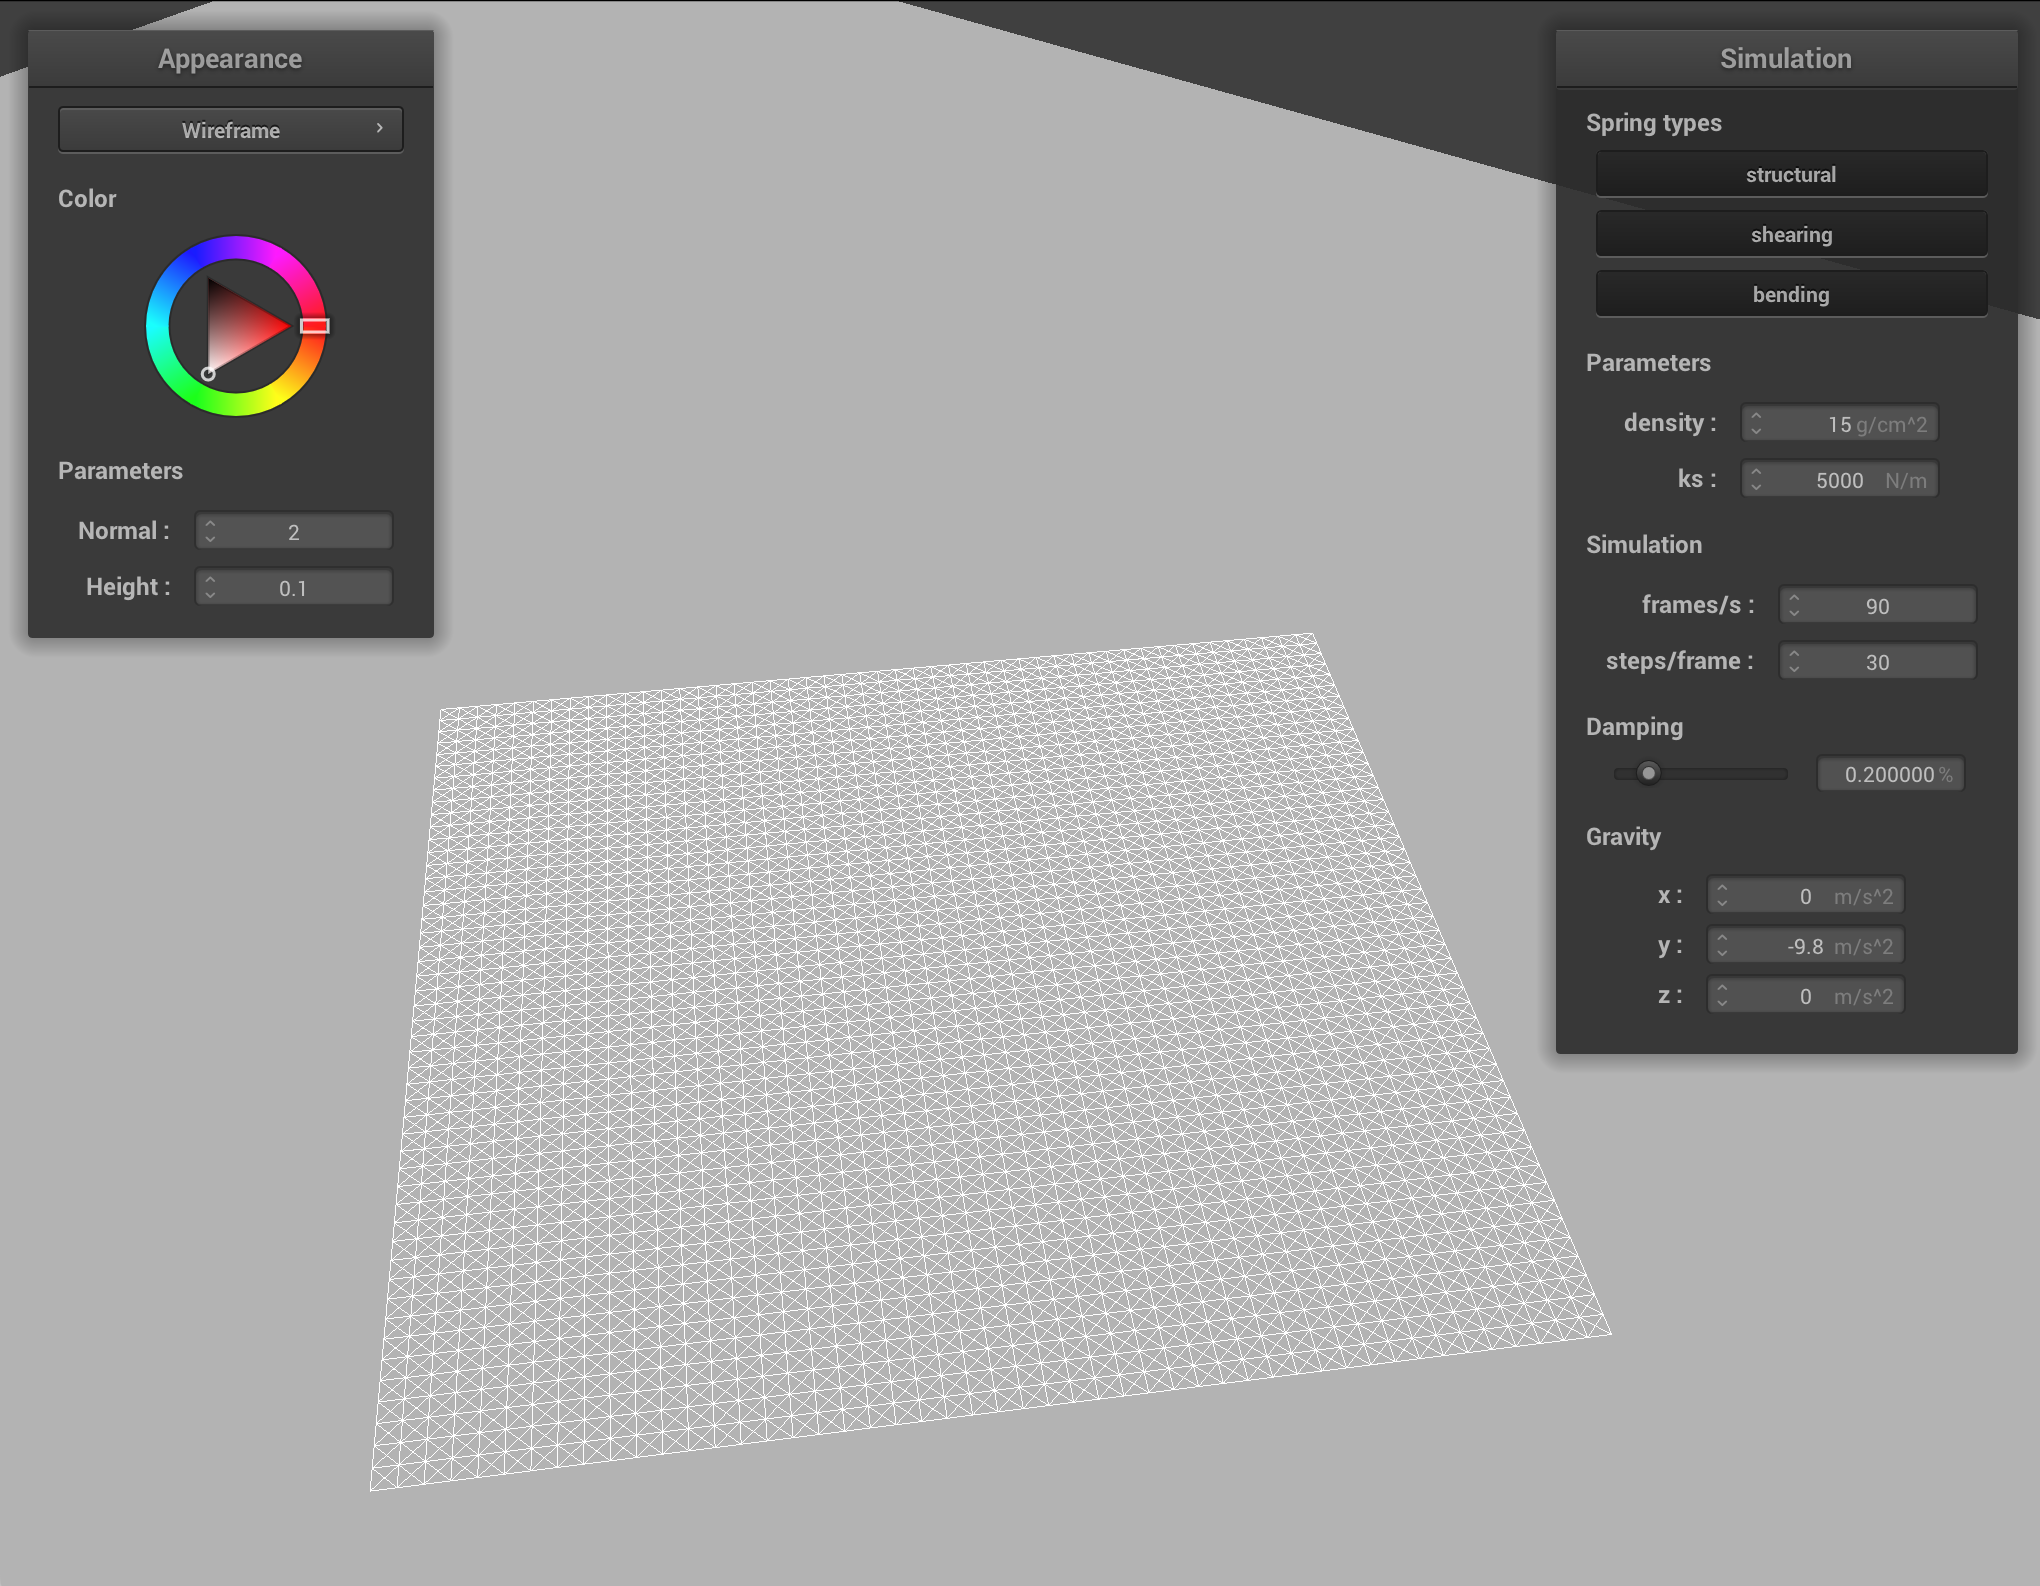 Appearance
Wireframe
Color
Parameters
Normal : 2
Height : 0.1
Simulation
Spring types
structural
shearing
bending
Parameters
density : 15 g/cm^2
ks : 5000 N/m
Simulation
frames/s : 90
steps/frame : 30
Damping
0.200000 %
Gravity
x : 0 m/s^2
y : -9.8 m/s^2
z : 0 m/s^2